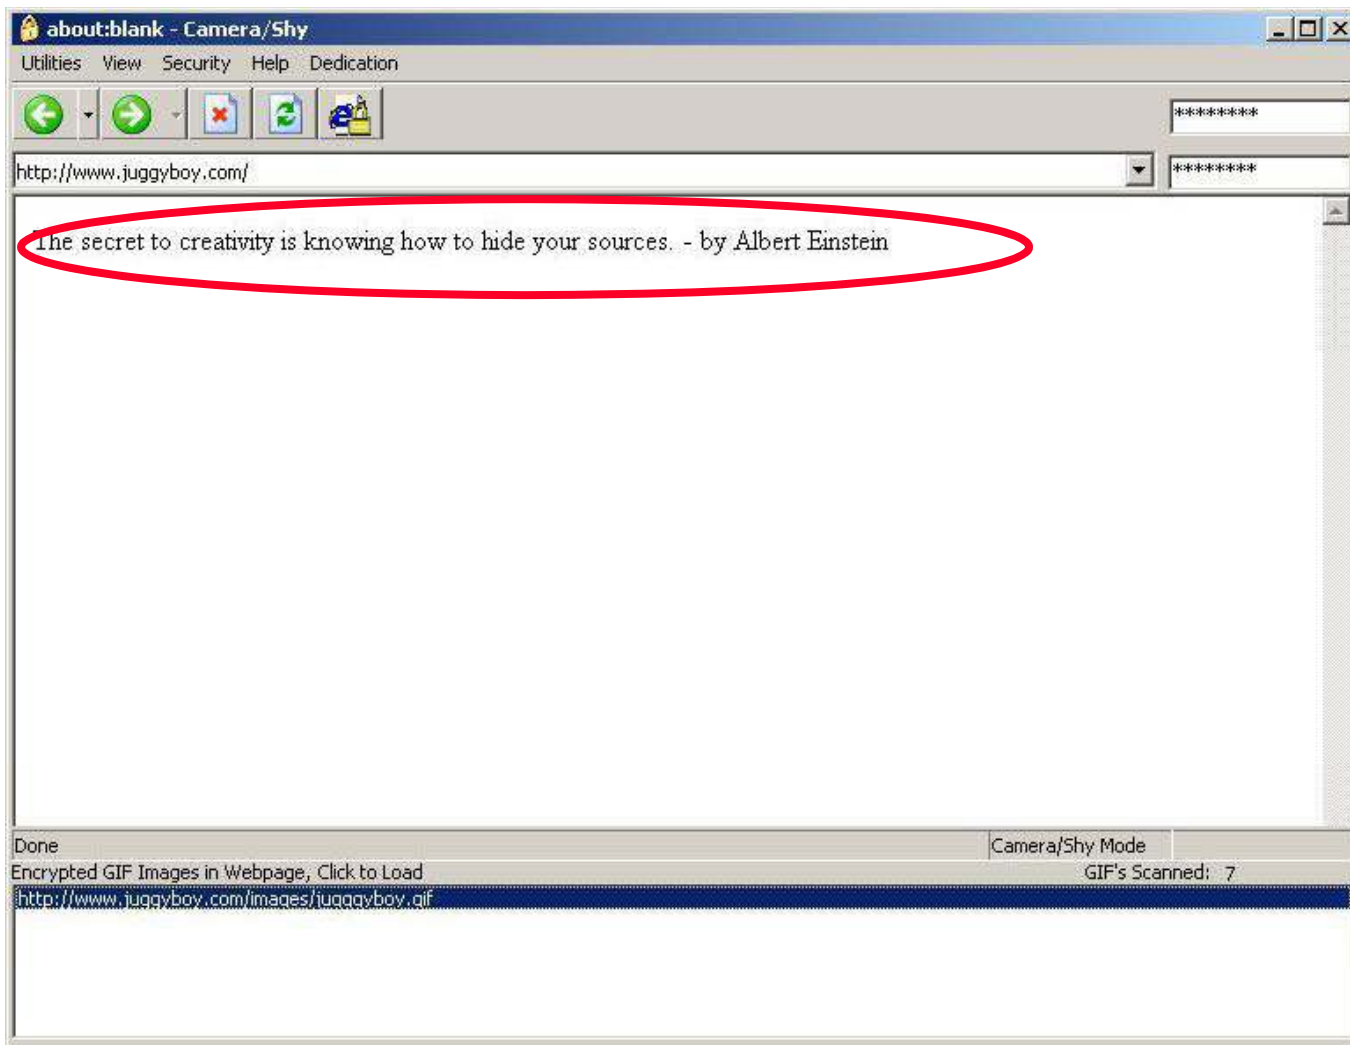 about:blank - Camera/Shy
Utilities View Security Help Dedication
********
http://www.juggyboy.com/ ********
The secret to creativity is knowing how to hide your sources. - by Albert Einstein
Done Camera/Shy Mode
Encrypted GIF Images in Webpage, Click to Load GIF's Scanned: 7
http://www.juggyboy.com/images/jugggyboy.gif